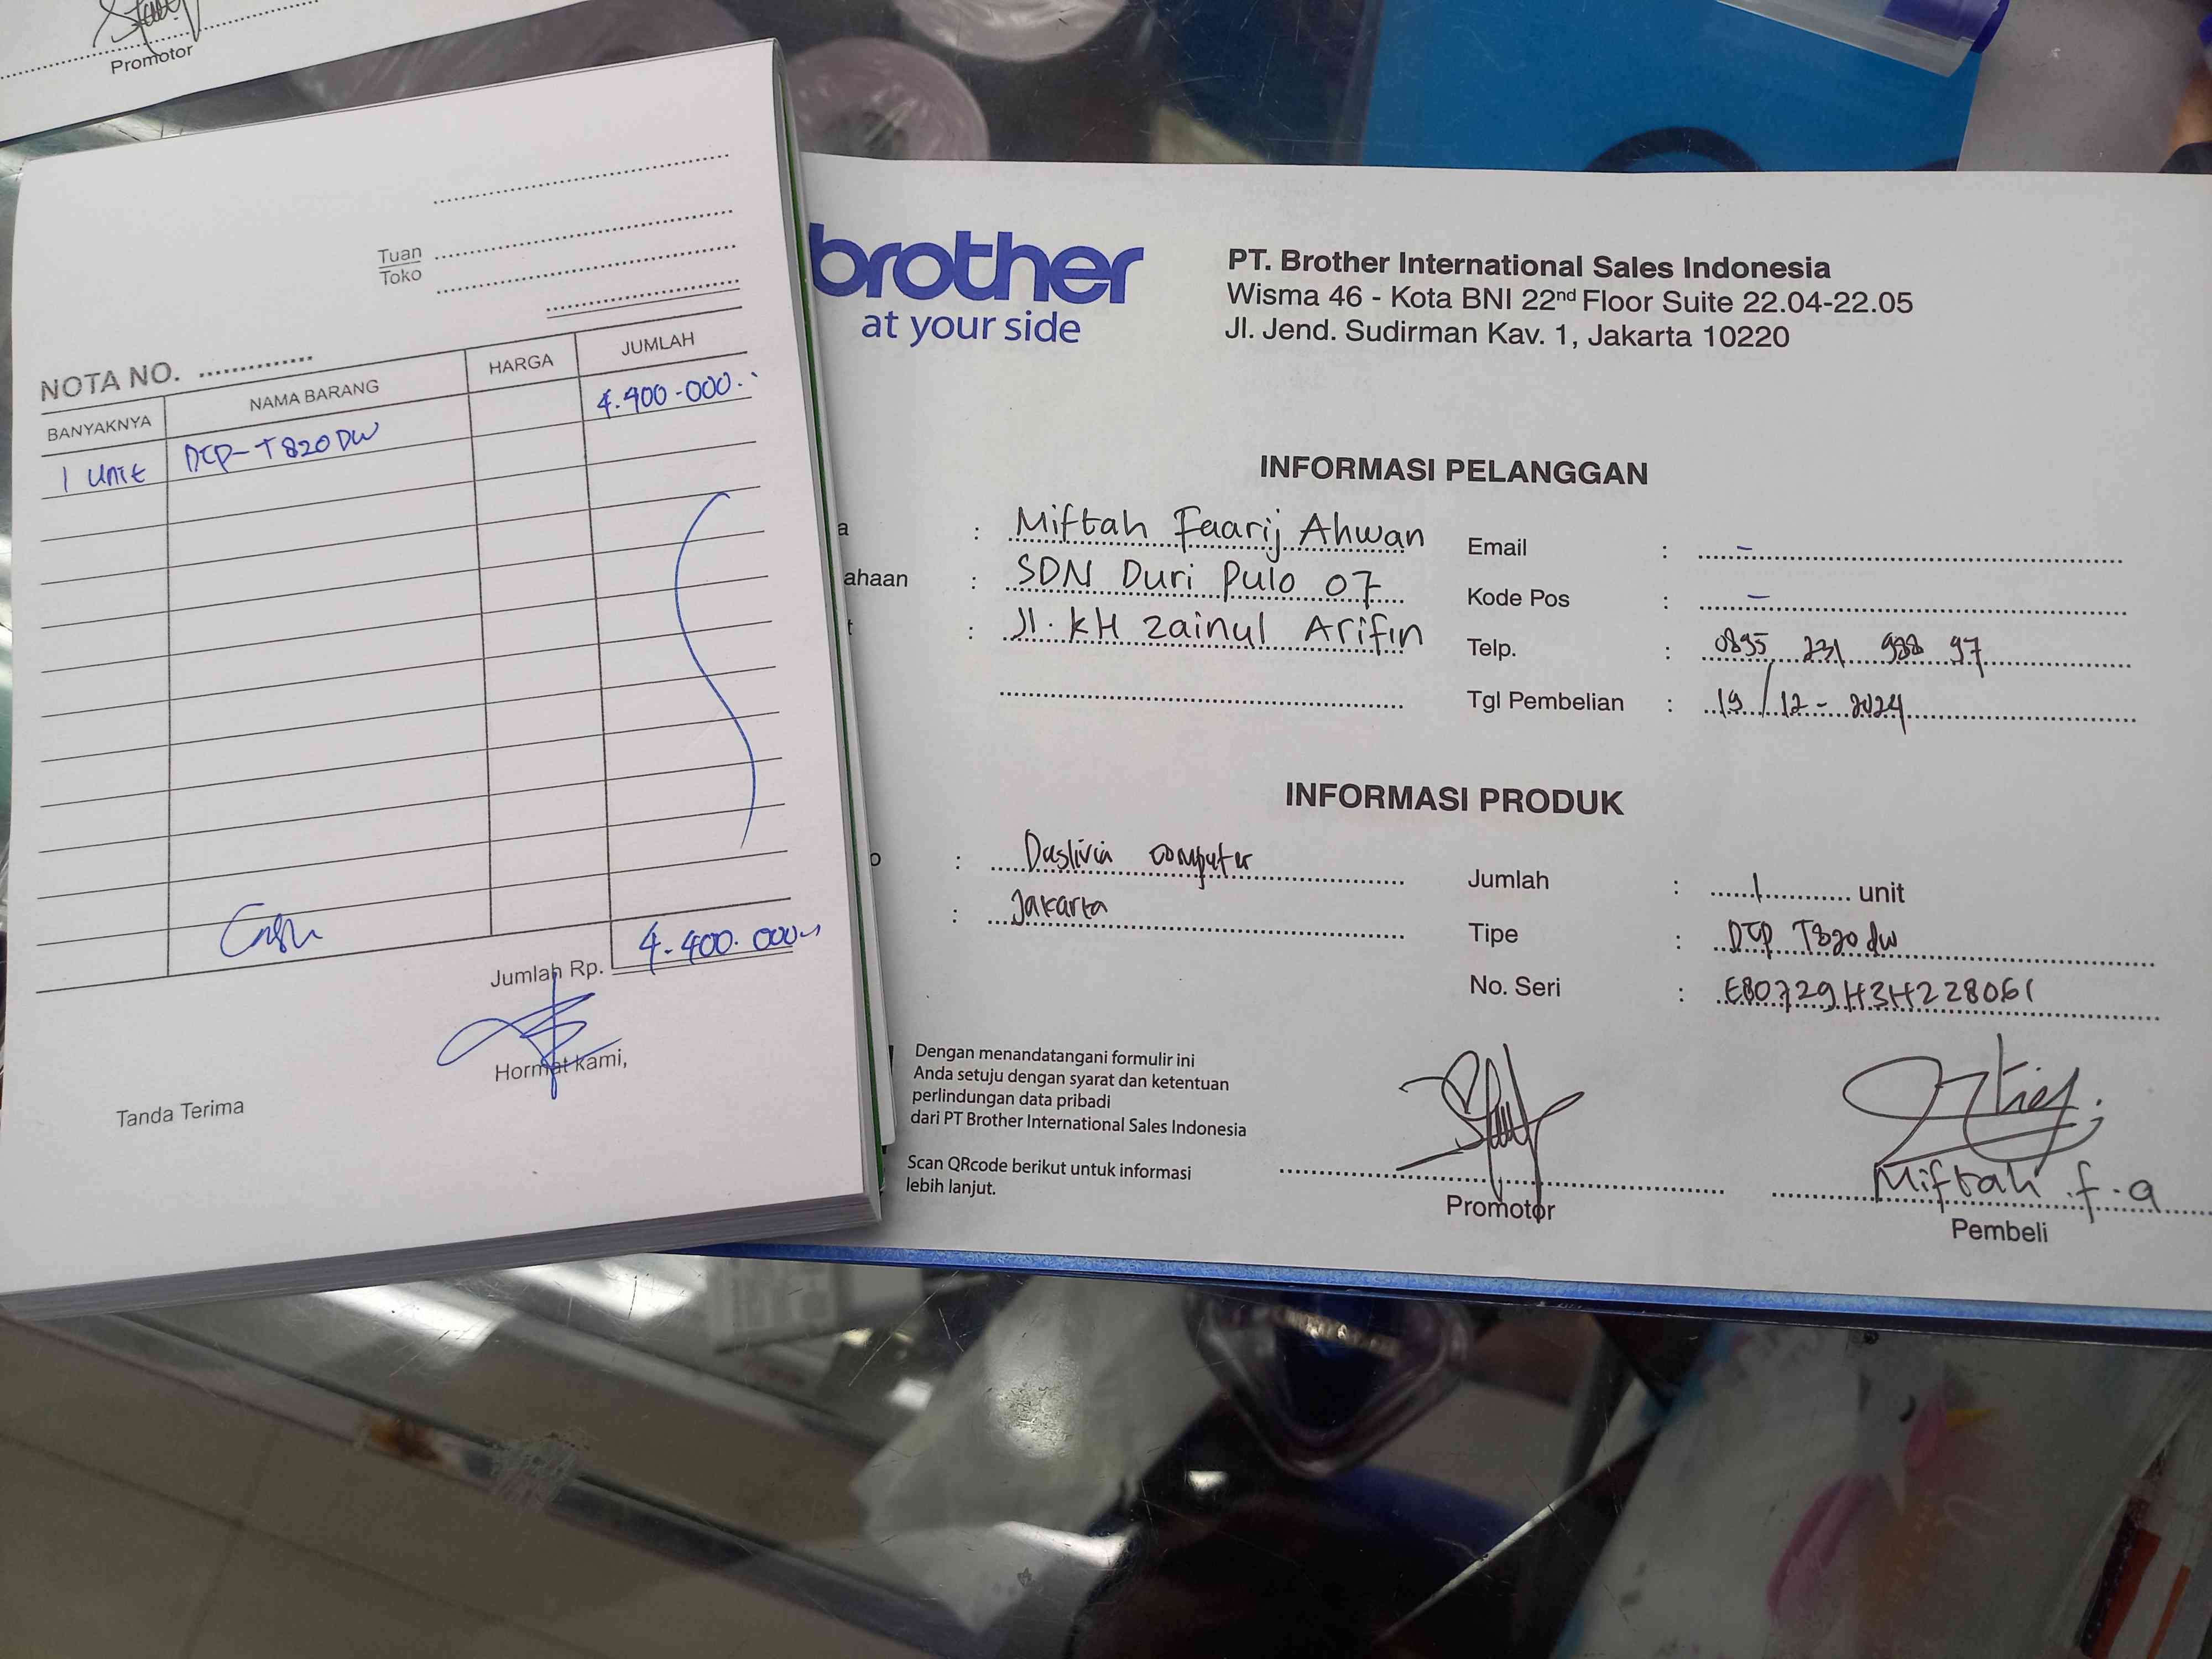 Promotor
Tuan
Toko
NOTA NO. ..............
BANYAKNYA NAMA BARANG HARGA JUMLAH
1 Unit DCP-T820DW 4.400.000.-
Cash
Jumlah Rp. 4.400.000
Hormat kami,
Tanda Terima
brother
at your side
PT. Brother International Sales Indonesia
Wisma 46 - Kota BNI 22nd Floor Suite 22.04-22.05
Jl. Jend. Sudirman Kav. 1, Jakarta 10220
INFORMASI PELANGGAN
a : Miftah Faarij Ahwan Email : -
ahaan : SDN Duri Pulo 07 Kode Pos : -
t : Jl. KH Zainul Arifin Telp. : 0895 231 988 97
Tgl Pembelian : 19/12-2024
INFORMASI PRODUK
o : computer Jumlah : 1 unit
: Jakarta Tipe : DCP T820dw
No. Seri : E80729H3H228061
Dengan menandatangani formulir ini
Anda setuju dengan syarat dan ketentuan
perlindungan data pribadi
dari PT Brother International Sales Indonesia
Scan QRcode berikut untuk informasi
lebih lanjut.
Promotor
Miftah f.a
Pembeli